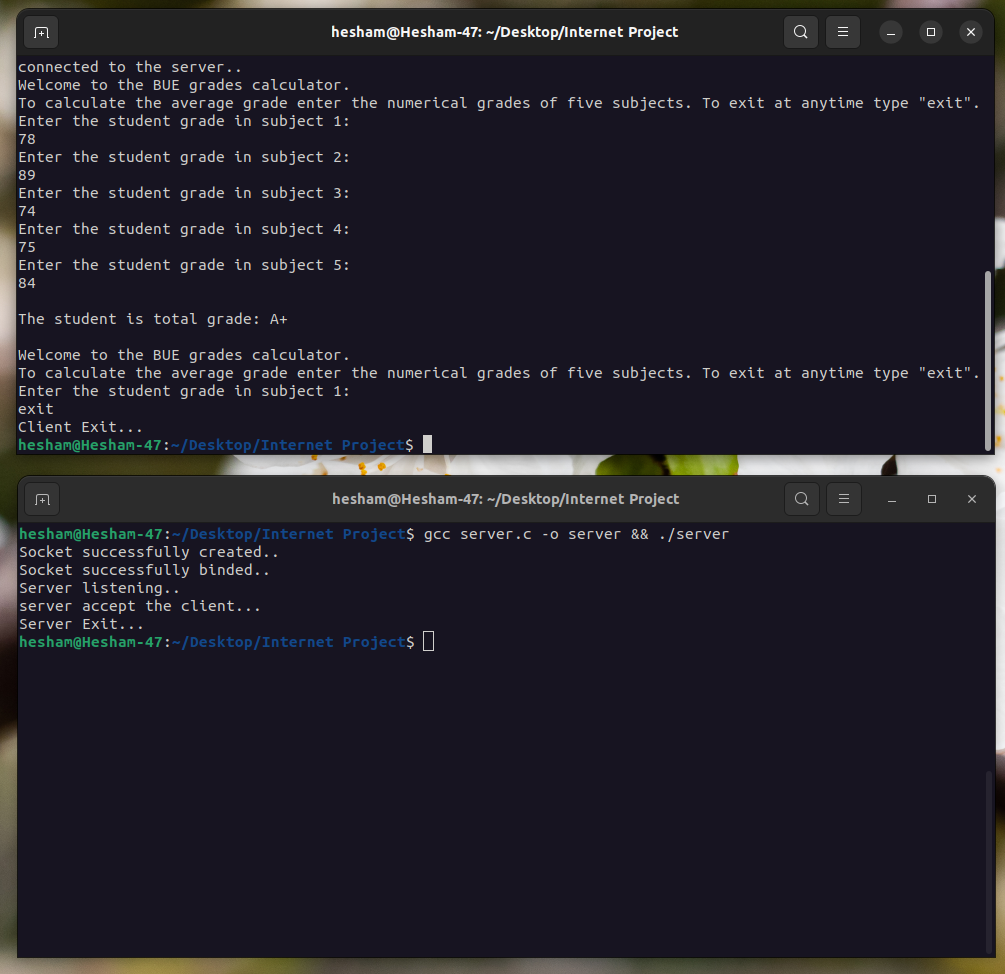 hesham@Hesham-47: ~/Desktop/Internet Project
connected to the server..
Welcome to the BUE grades calculator.
To calculate the average grade enter the numerical grades of five subjects. To exit at anytime type "exit".
Enter the student grade in subject 1:
78
Enter the student grade in subject 2:
89
Enter the student grade in subject 3:
74
Enter the student grade in subject 4:
75
Enter the student grade in subject 5:
84
The student is total grade: A+
Welcome to the BUE grades calculator.
To calculate the average grade enter the numerical grades of five subjects. To exit at anytime type "exit".
Enter the student grade in subject 1:
exit
Client Exit...
hesham@Hesham-47:~/Desktop/Internet Project$
hesham@Hesham-47: ~/Desktop/Internet Project
hesham@Hesham-47:~/Desktop/Internet Project$ gcc server.c -o server && ./server
Socket successfully created..
Socket successfully binded..
Server listening..
server accept the client...
Server Exit...
hesham@Hesham-47:~/Desktop/Internet Project$